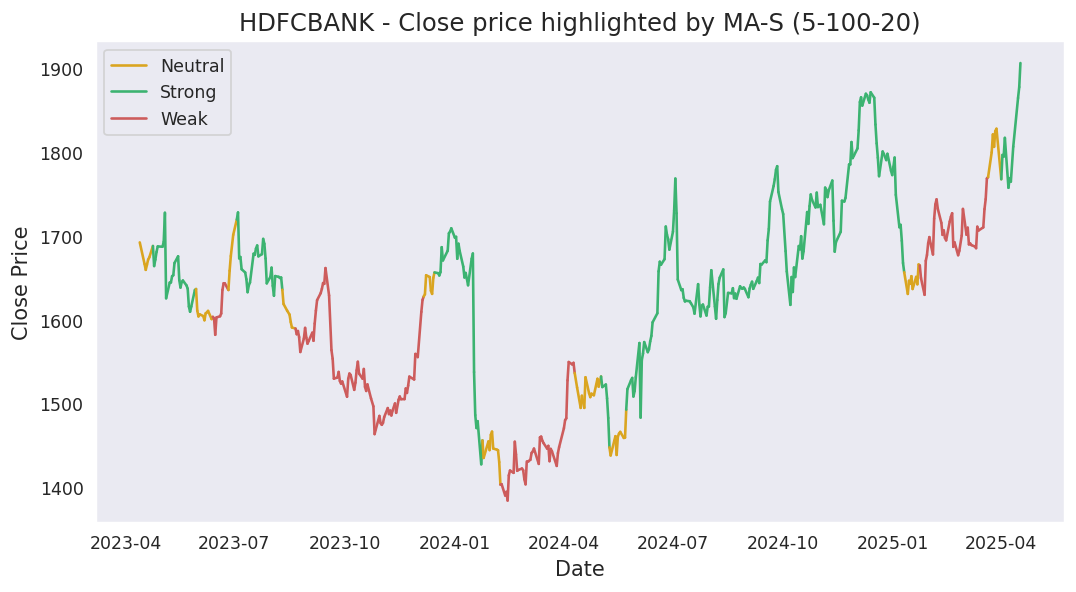 HDFCBANK - Close price highlighted by MA-S (5-100-20)
Neutral
Strong
Weak
1900
1800
1700
1600
1500
1400
Close Price
2023-04 2023-07 2023-10 2024-01 2024-04 2024-07 2024-10 2025-01 2025-04
Date